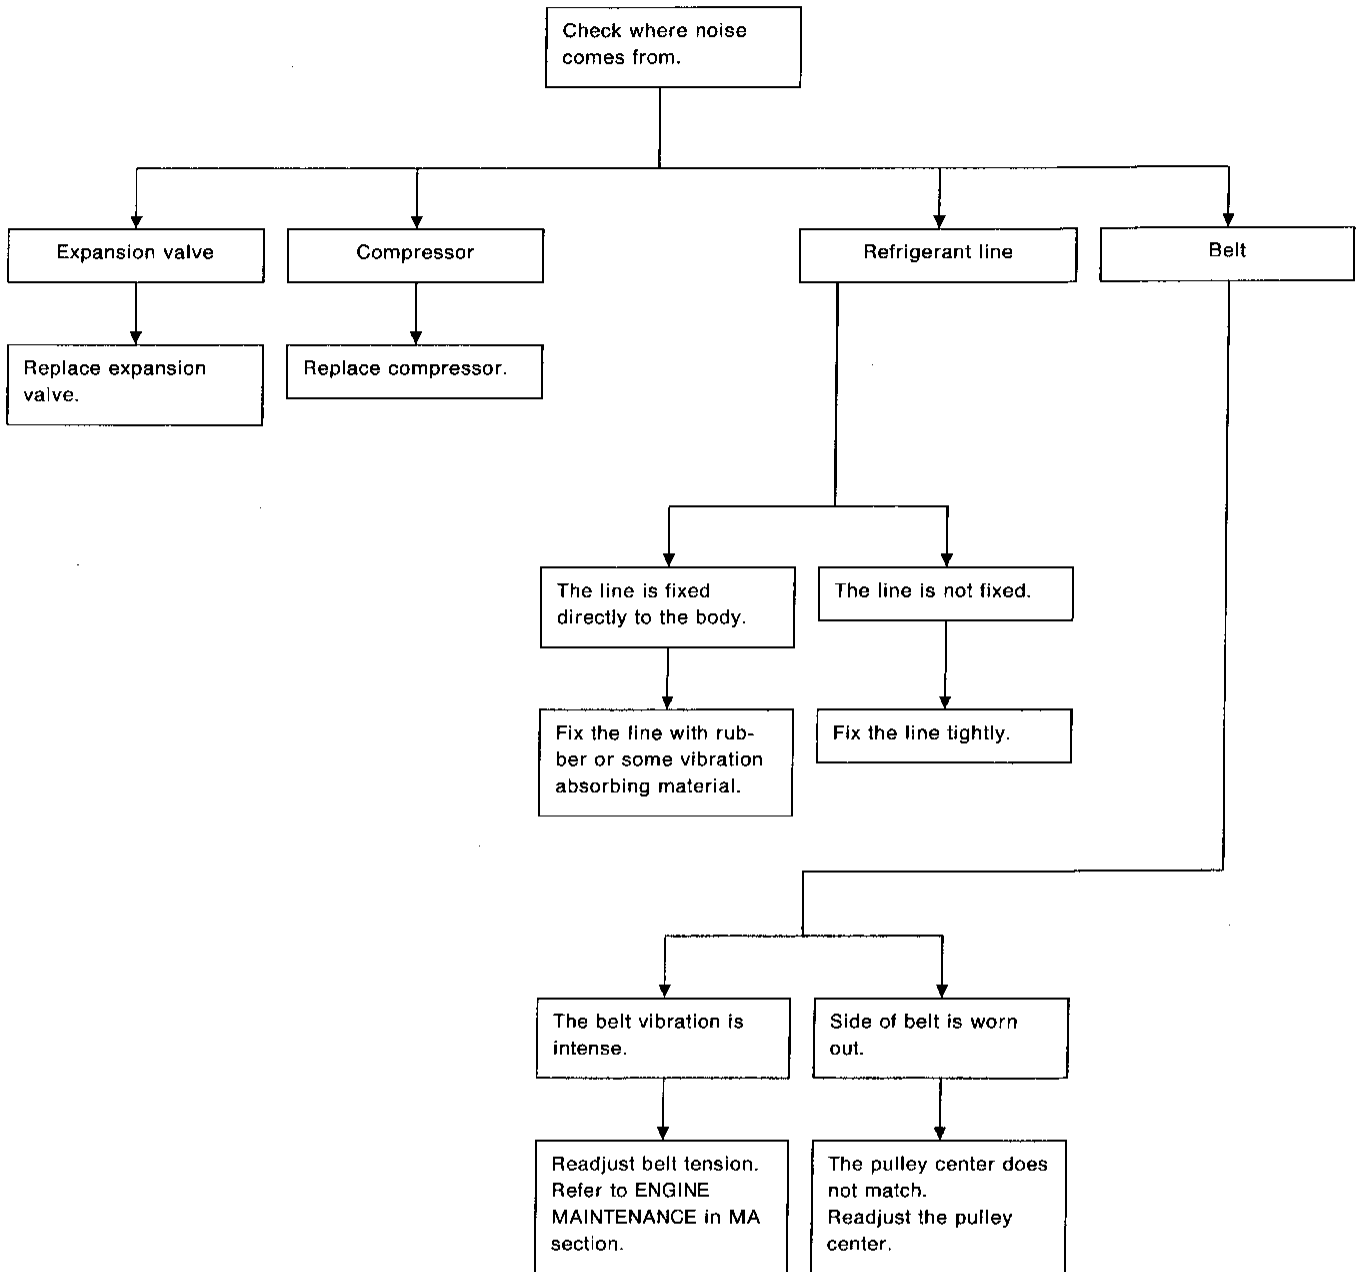 Check where noise
comes from.
Expansion valve
Compressor
Refrigerant line
Belt
Replace expansion
valve.
Replace compressor.
The line is fixed
directly to the body.
The line is not fixed.
Fix the line with rub-
ber or some vibration
absorbing material.
Fix the line tightly.
The belt vibration is
intense.
Side of belt is worn
out.
Readjust belt tension.
Refer to ENGINE
MAINTENANCE in MA
section.
The pulley center does
not match.
Readjust the pulley
center.